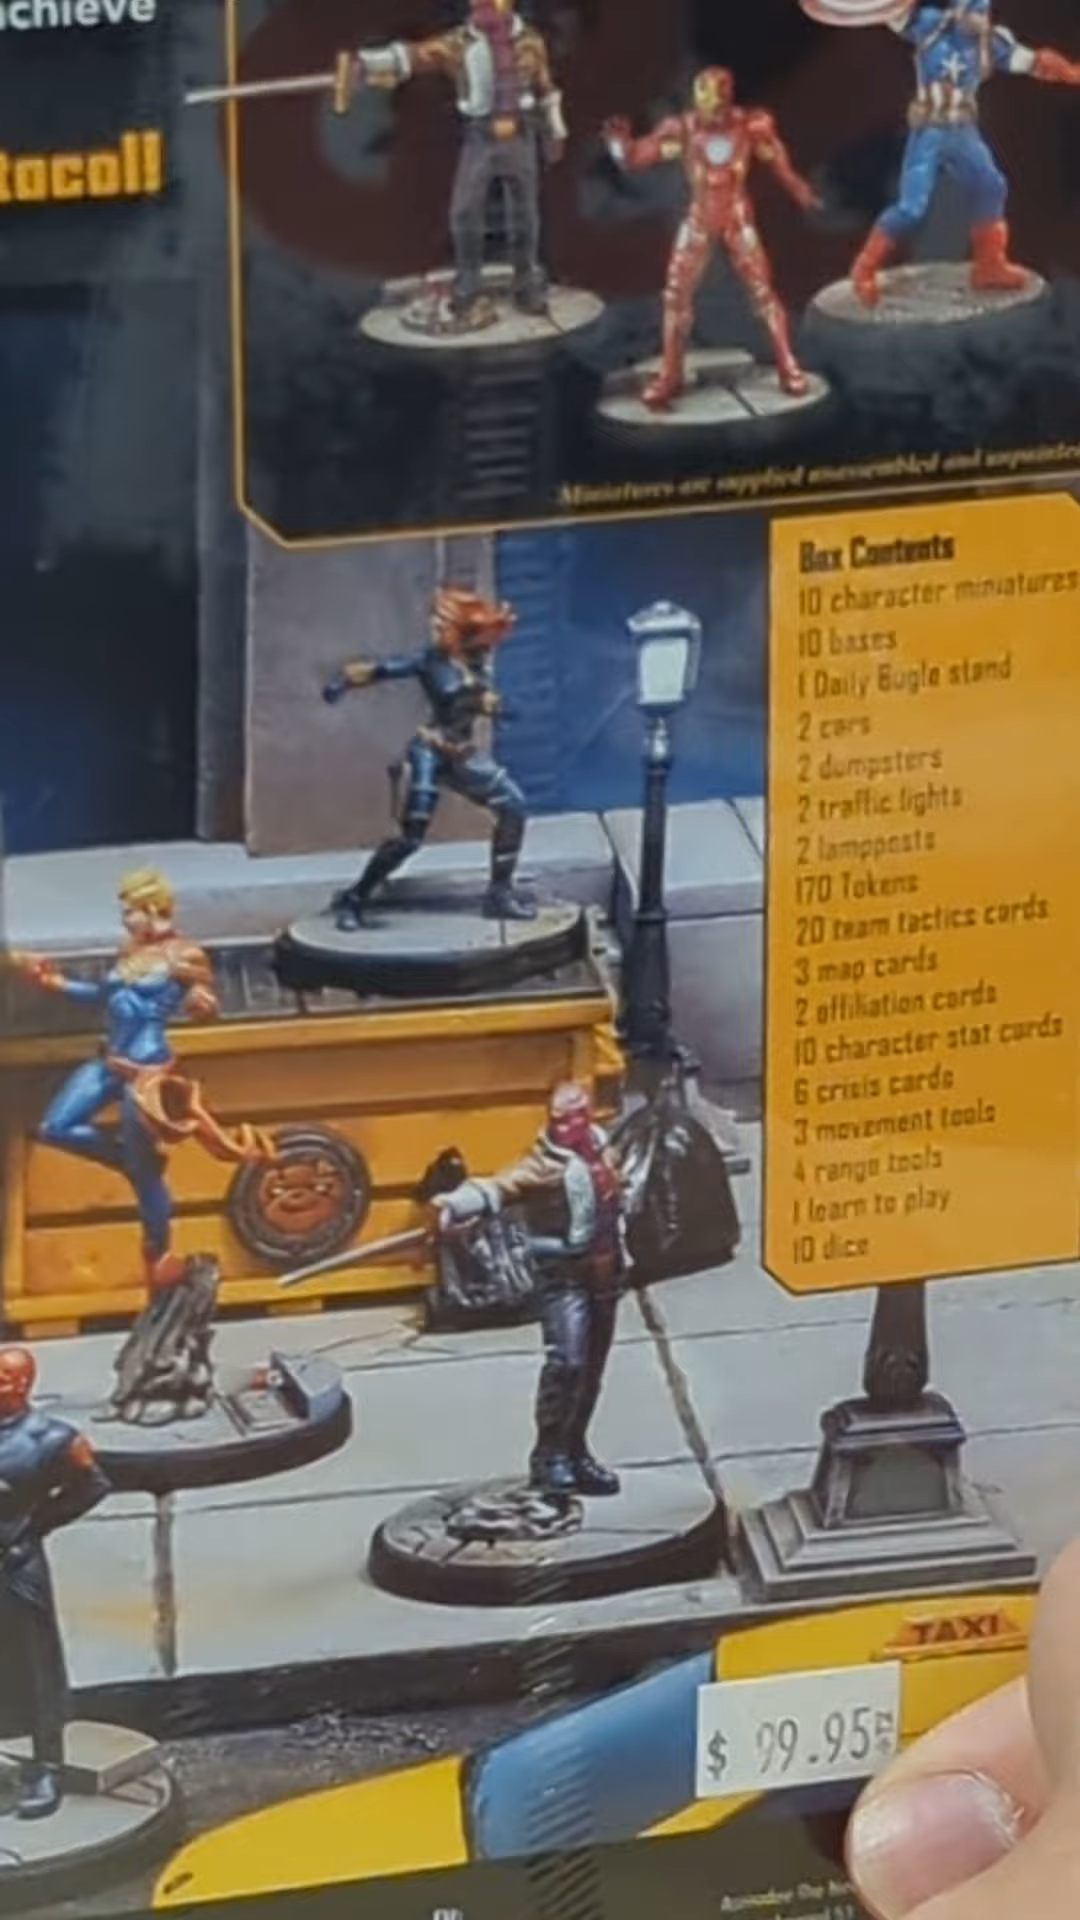 achieve
tocol!
Miniatures are supplied unassembled and unpainted
Box Contents
10 character miniatures
10 bases
1 Daily Bugle stand
2 cars
2 dumpsters
2 traffic lights
2 lampposts
170 Tokens
20 team tactics cards
3 map cards
2 affiliation cards
10 character stat cards
6 crisis cards
3 movement tools
4 range tools
1 learn to play
10 dice
TAXI
$ 99.95